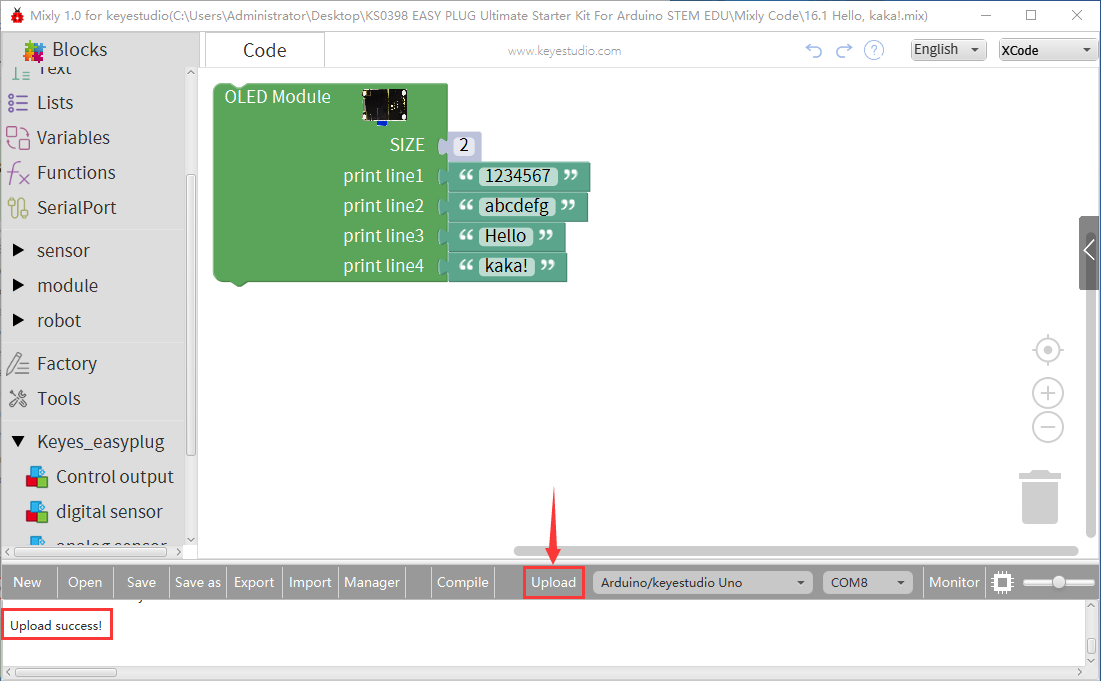 Mixly 1.0 for keyestudio(C:\Users\Administrator\Desktop\KS0398 EASY PLUG Ultimate Starter Kit For Arduino STEM EDU\Mixly Code\16.1 Hello, kaka!.mix)
Blocks
Code
www.keyestudio.com
?
English
XCode
Text
Lists
Variables
Functions
SerialPort
sensor
module
robot
Factory
Tools
Keyes_easyplug
Control output
digital sensor
analog sensor
OLED Module
SIZE 2
print line1 “ 1234567 ”
print line2 “ abcdefg ”
print line3 “ Hello ”
print line4 “ kaka! ”
New Open Save Save as Export Import Manager Compile Upload Arduino/keyestudio Uno COM8 Monitor
Upload success!